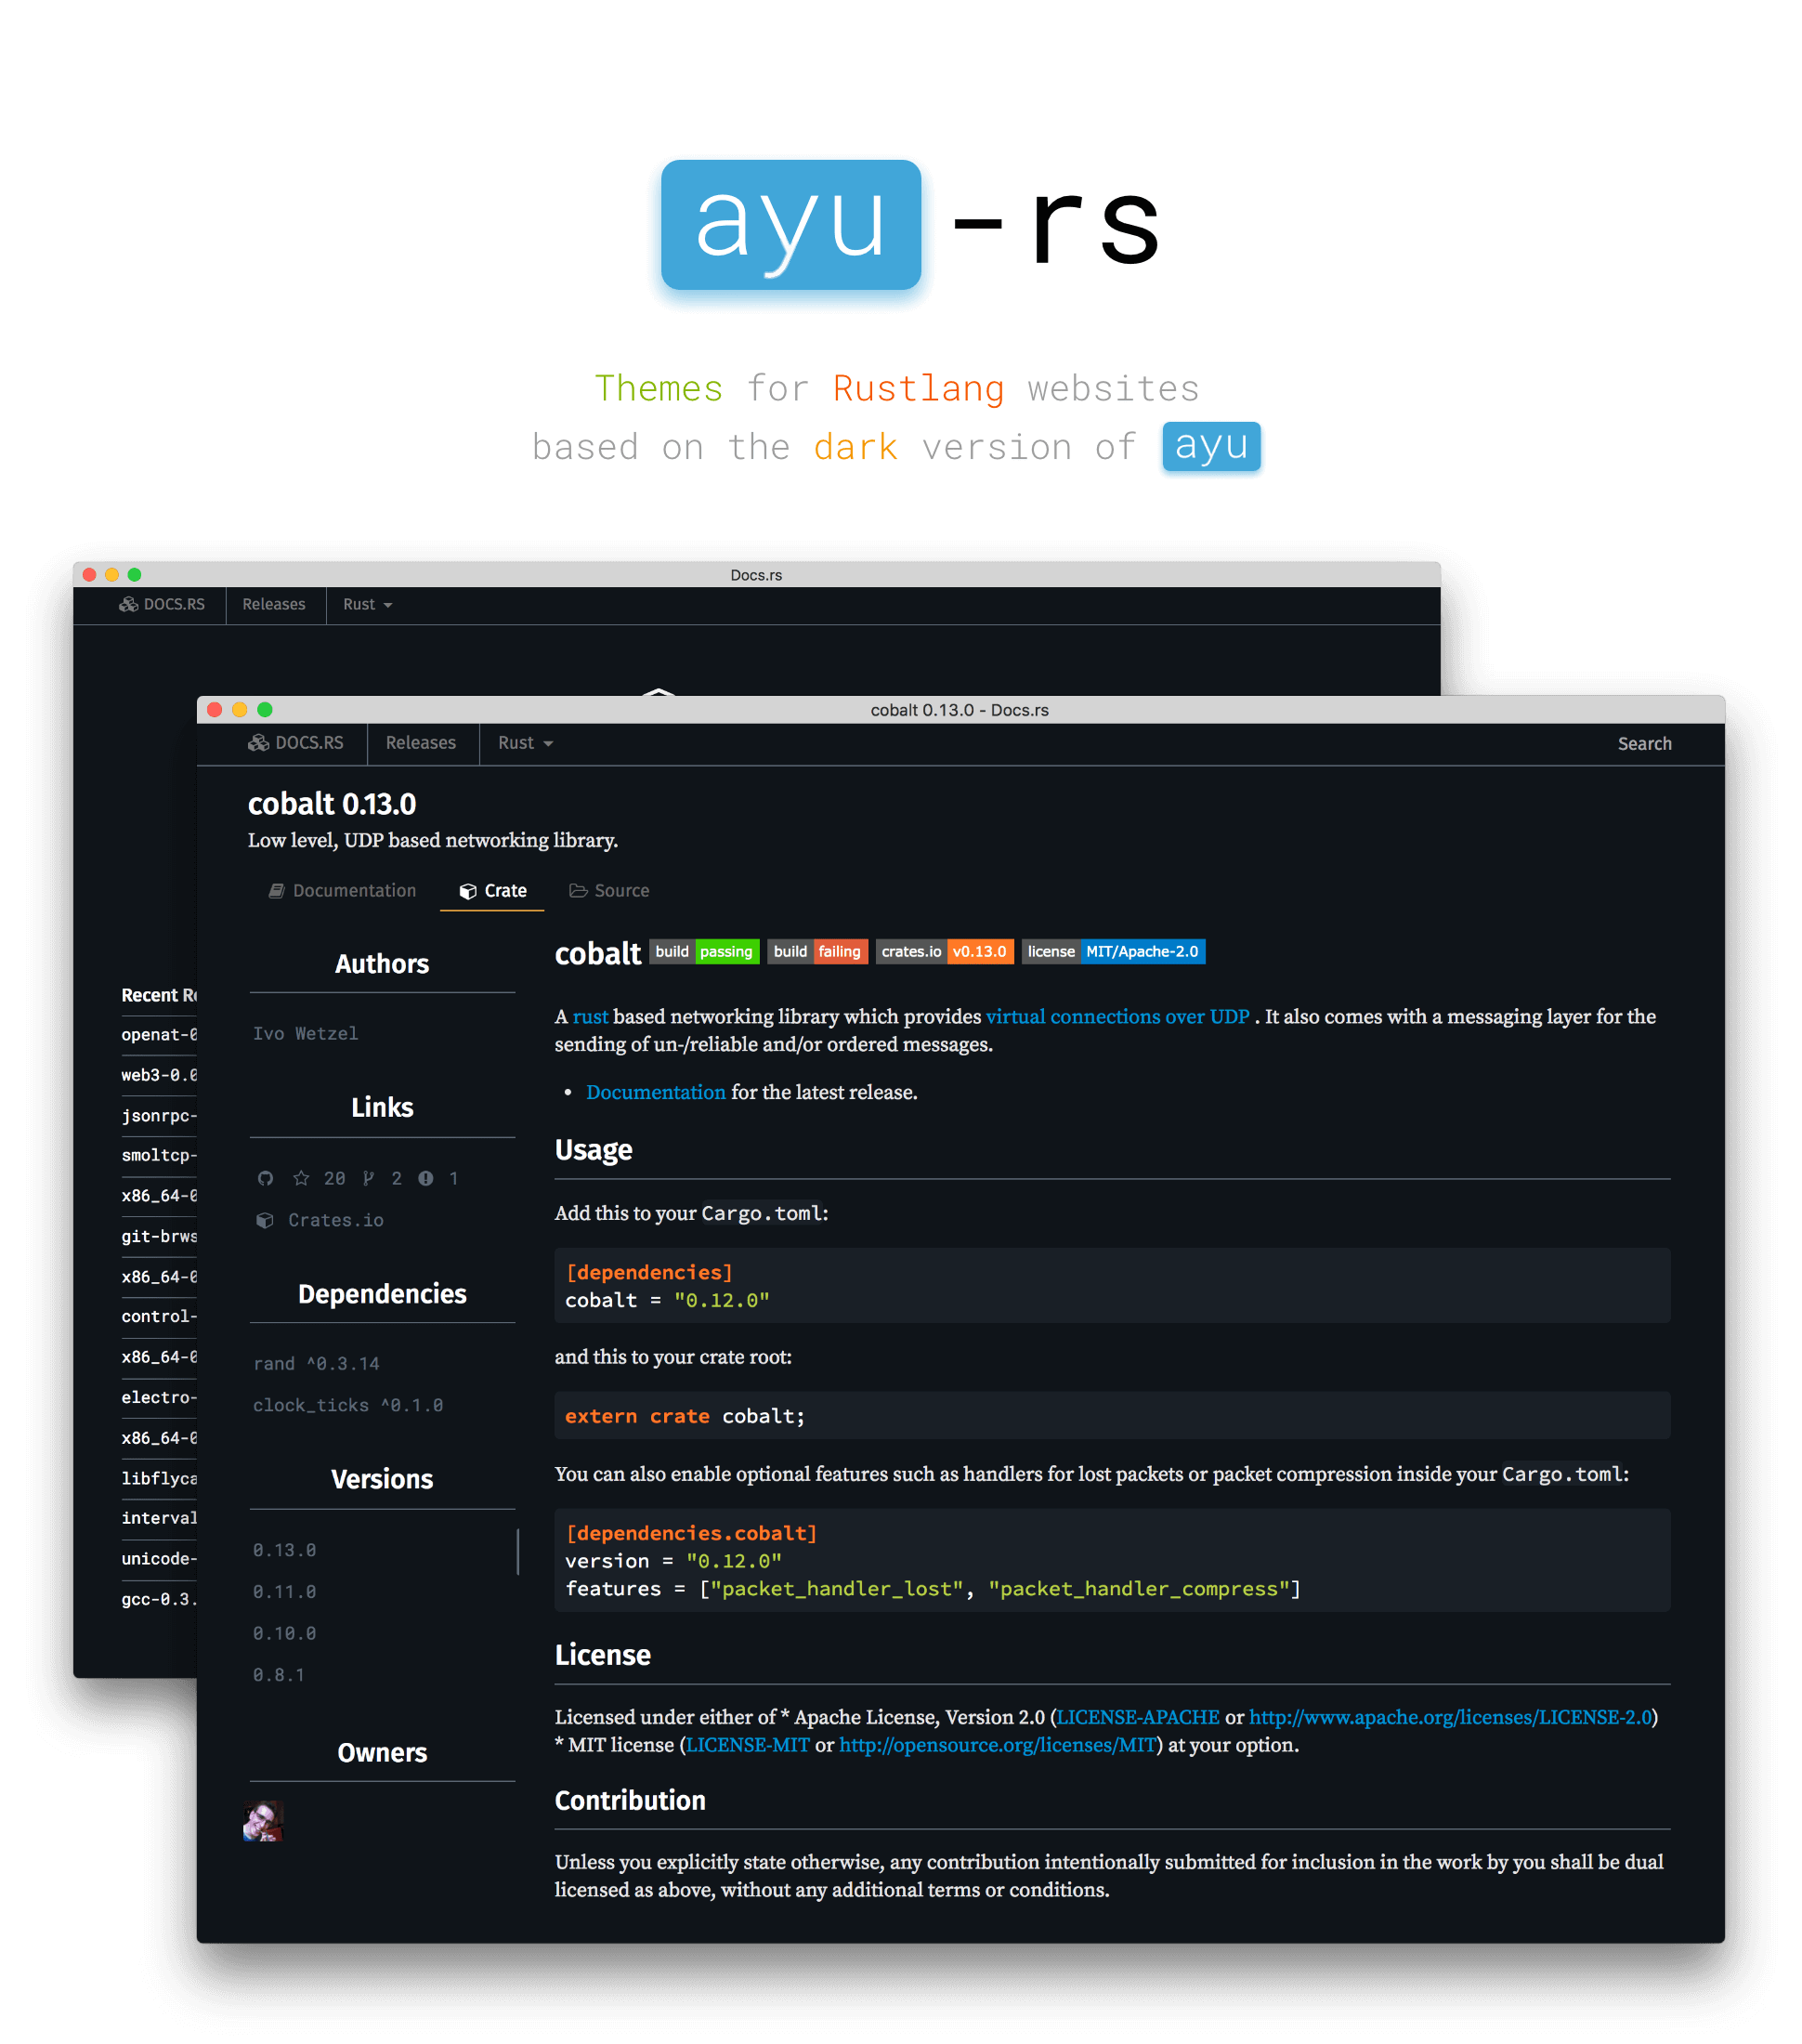 ayu -rs
Themes for Rustlang websites
based on the dark version of ayu
Docs.rs
DOCS.RS Releases Rust
Recent
openat-0
web3-0.0
jsonrpc-
smoltcp-
x86_64-0
git-brws
x86_64-0
control-
x86_64-0
electro-
x86_64-0
libflyca
interval
unicode-
gcc-0.3.
cobalt 0.13.0 - Docs.rs
DOCS.RS Releases Rust Search
cobalt 0.13.0
Low level, UDP based networking library.
Documentation Crate Source
Authors
Ivo Wetzel
Links
20 2 1
Crates.io
Dependencies
rand ^0.3.14
clock_ticks ^0.1.0
Versions
0.13.0
0.11.0
0.10.0
0.8.1
Owners
cobalt build passing build failing crates.io v0.13.0 license MIT/Apache-2.0
A rust based networking library which provides virtual connections over UDP . It also comes with a messaging layer for the
sending of un-/reliable and/or ordered messages.
• Documentation for the latest release.
Usage
Add this to your Cargo.toml:
[dependencies]
cobalt = "0.12.0"
and this to your crate root:
extern crate cobalt;
You can also enable optional features such as handlers for lost packets or packet compression inside your Cargo.toml:
[dependencies.cobalt]
version = "0.12.0"
features = ["packet_handler_lost", "packet_handler_compress"]
License
Licensed under either of * Apache License, Version 2.0 (LICENSE-APACHE or http://www.apache.org/licenses/LICENSE-2.0)
* MIT license (LICENSE-MIT or http://opensource.org/licenses/MIT) at your option.
Contribution
Unless you explicitly state otherwise, any contribution intentionally submitted for inclusion in the work by you shall be dual
licensed as above, without any additional terms or conditions.